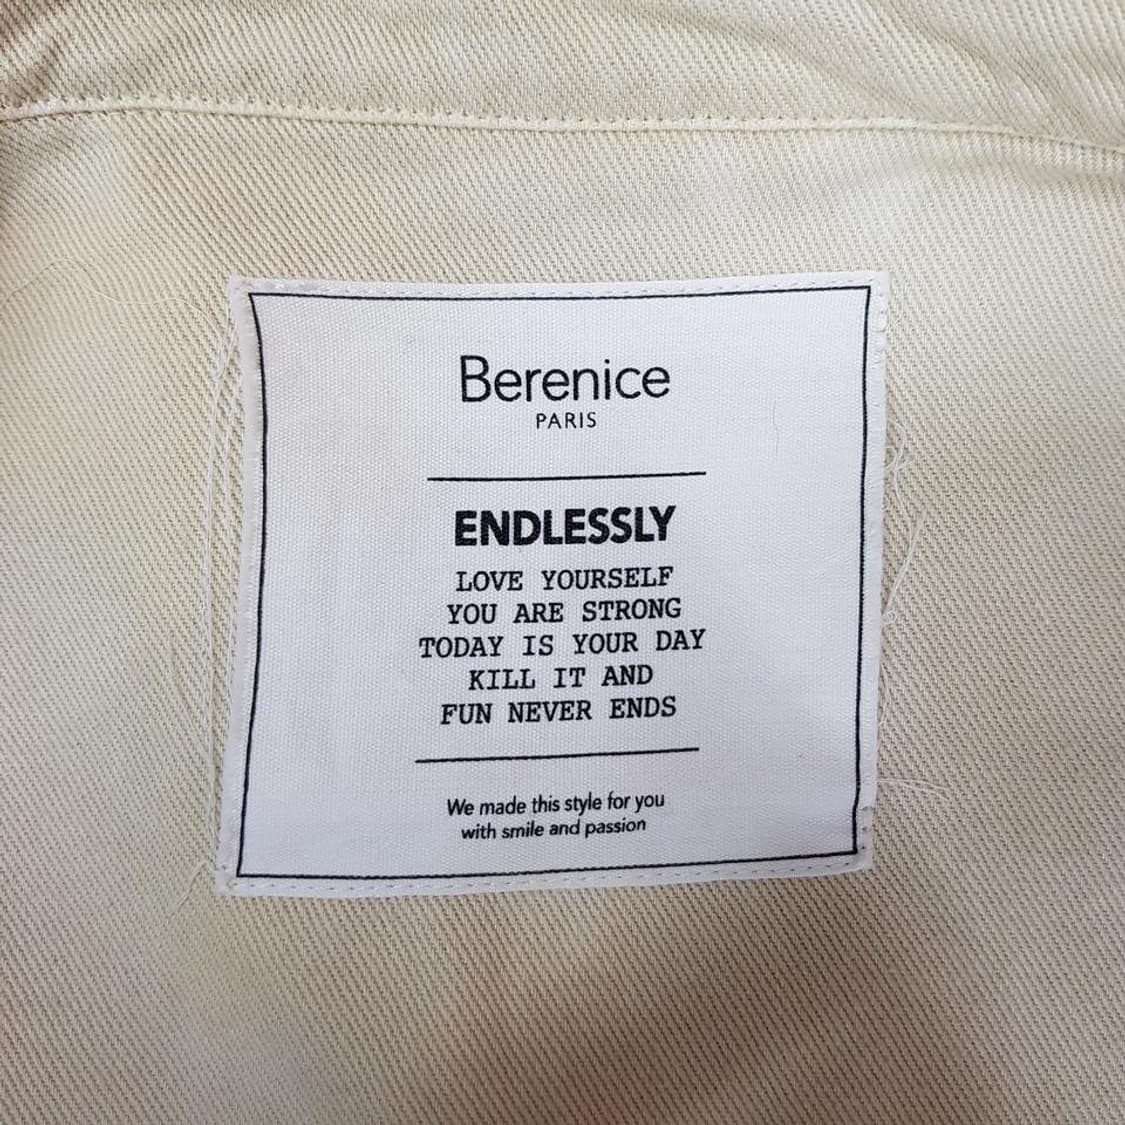 Berenice
PARIS
ENDLESSLY
LOVE YOURSELF
YOU ARE STRONG
TODAY IS YOUR DAY
KILL IT AND
FUN NEVER ENDS
We made this style for you
with smile and passion